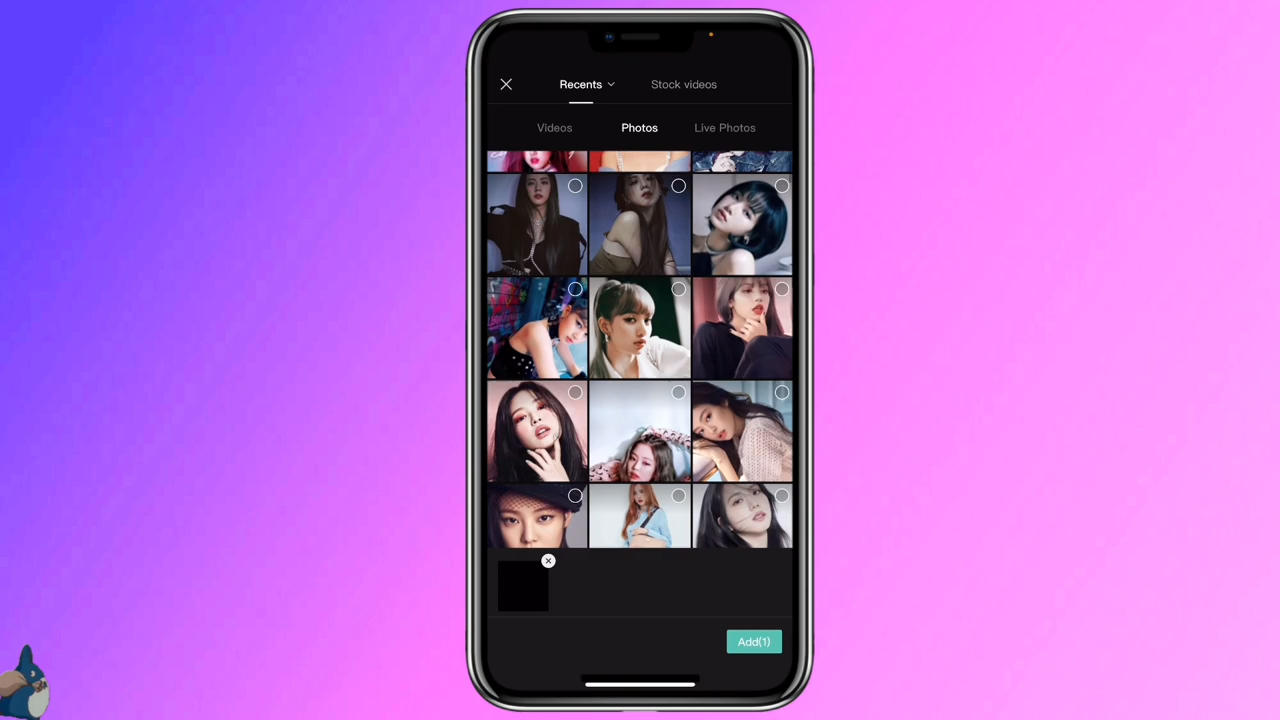 Recents
Stock videos
Videos
Photos
Live Photos
Add(1)